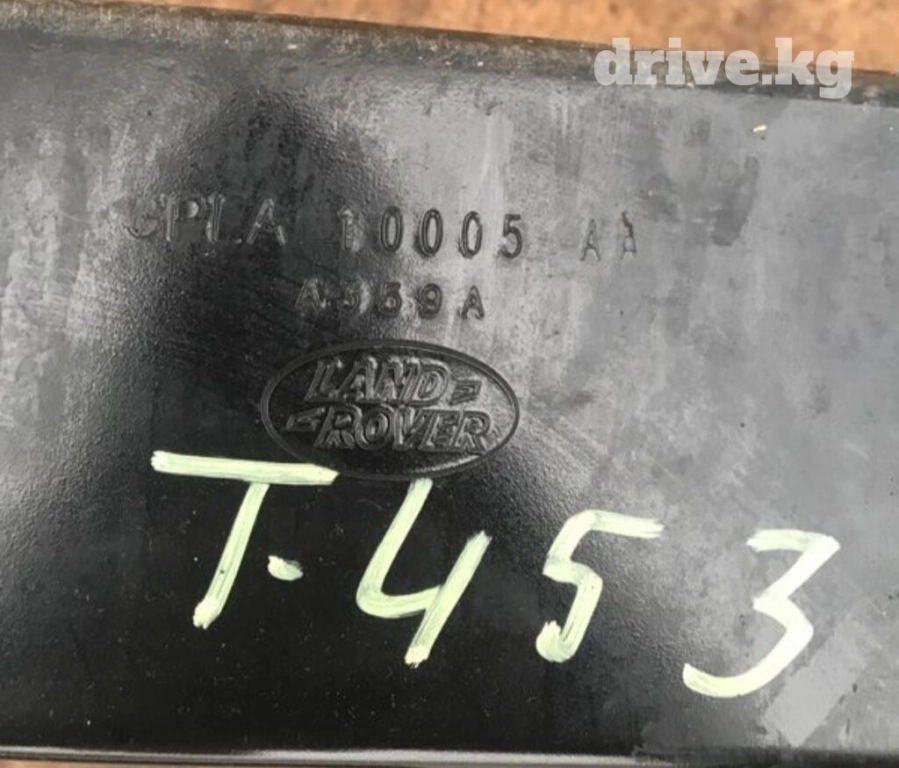 drive.kg
CPLA 10005 AA
LAND
ROVER
T.453